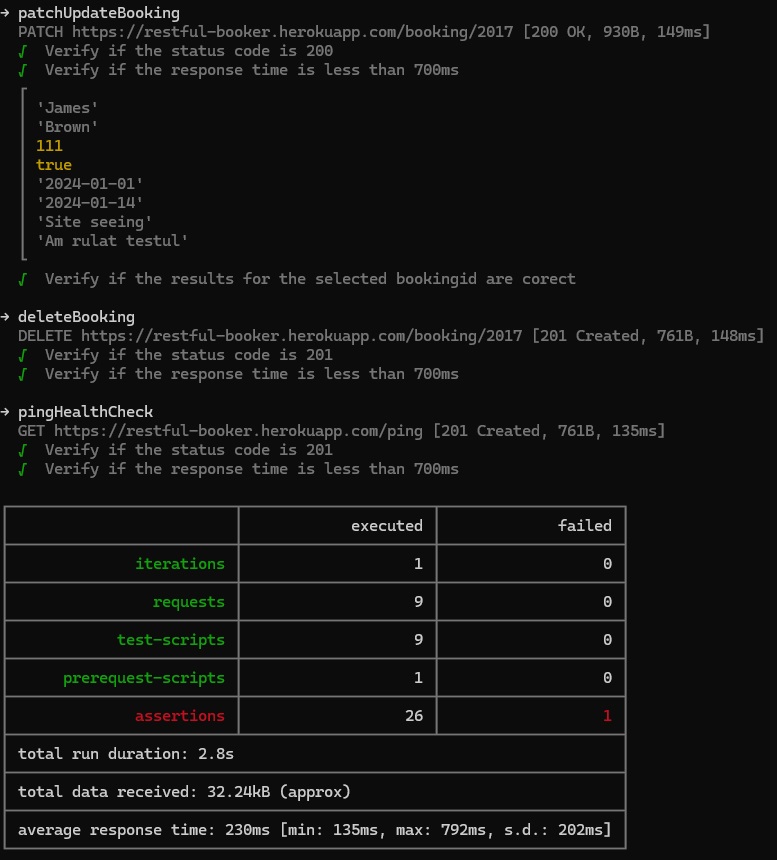 → patchUpdateBooking
PATCH https://restful-booker.herokuapp.com/booking/2017 [200 OK, 930B, 149ms]
√ Verify if the status code is 200
√ Verify if the response time is less than 700ms
'James'
'Brown'
111
true
'2024-01-01'
'2024-01-14'
'Site seeing'
'Am rulat testul'
√ Verify if the results for the selected bookingid are corect
→ deleteBooking
DELETE https://restful-booker.herokuapp.com/booking/2017 [201 Created, 761B, 148ms]
√ Verify if the status code is 201
√ Verify if the response time is less than 700ms
→ pingHealthCheck
GET https://restful-booker.herokuapp.com/ping [201 Created, 761B, 135ms]
√ Verify if the status code is 201
√ Verify if the response time is less than 700ms
executed failed
iterations 1 0
requests 9 0
test-scripts 9 0
prerequest-scripts 1 0
assertions 26 1
total run duration: 2.8s
total data received: 32.24kB (approx)
average response time: 230ms [min: 135ms, max: 792ms, s.d.: 202ms]